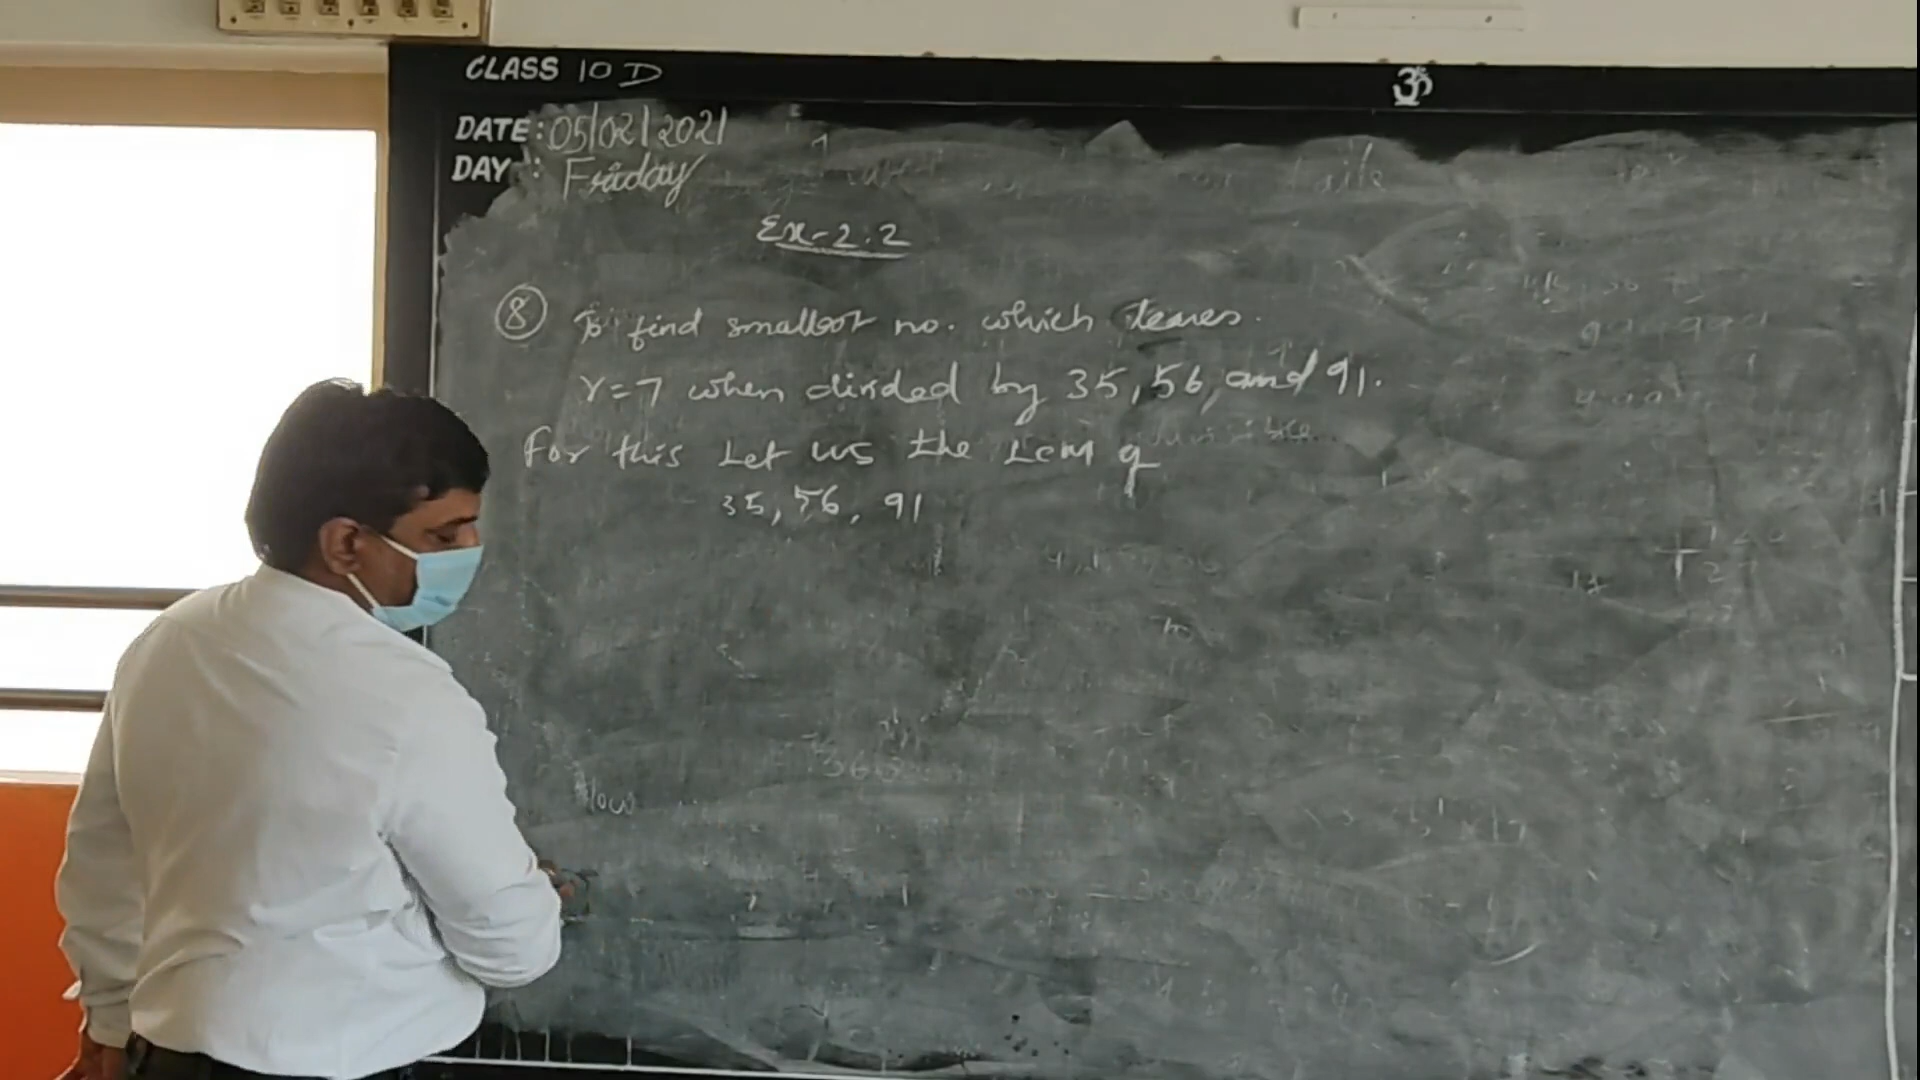 CLASS 10 D
ॐ
DATE: 05/02/2021
DAY : Friday
Ex-2.2
8 To find smallest no. which leaves.
r=7 when divided by 35, 56, and 91.
For this Let us the LCM of
35, 56, 91